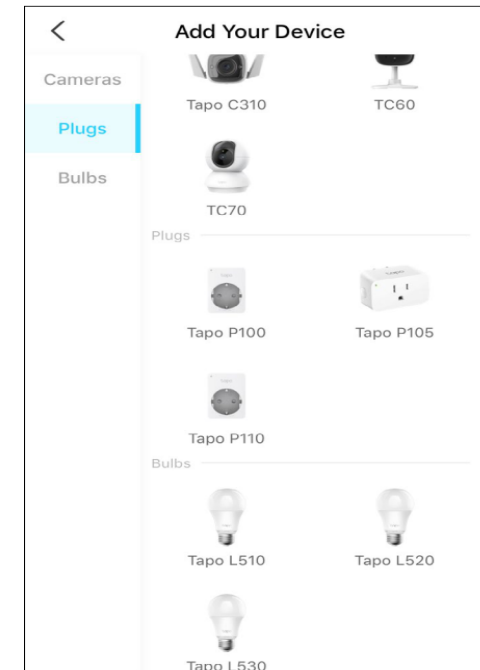 Add Your Device
Cameras
Plugs
Bulbs
Tapo C310 TC60
TC70
Plugs
Tapo P100 Tapo P105
Tapo P110
Bulbs
Tapo L510 Tapo L520
Tapo L530